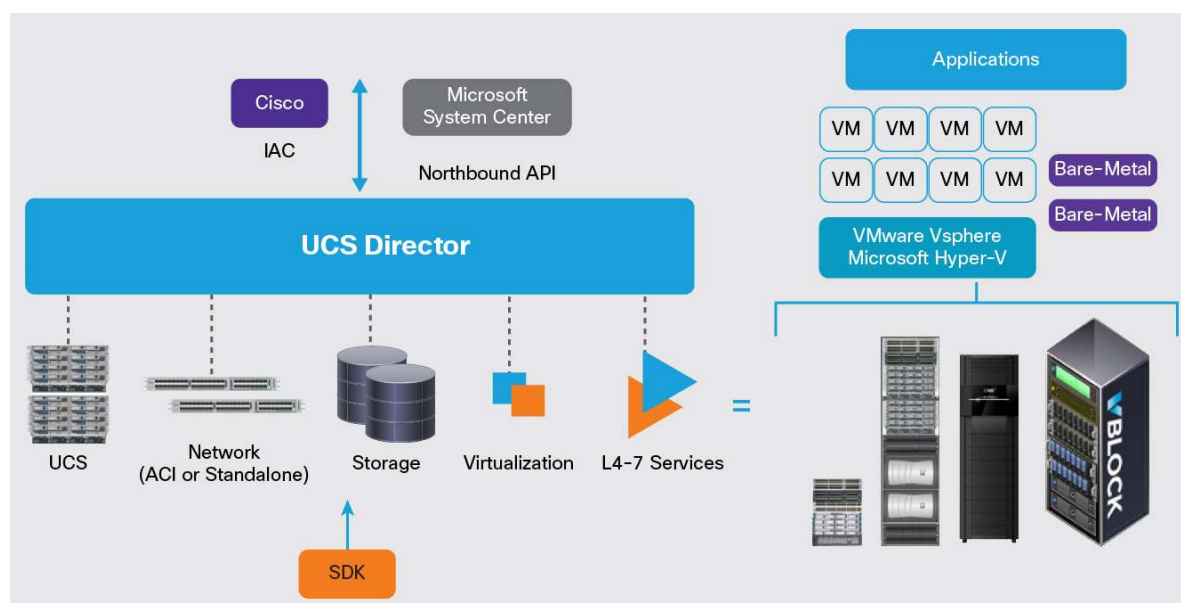 Cisco
IAC
Microsoft
System Center
Northbound API
UCS Director
UCS
Network
(ACI or Standalone)
Storage
Virtualization
L4-7 Services
=
SDK
Applications
VM VM VM VM
VM VM VM VM
Bare-Metal
Bare-Metal
VMware Vsphere
Microsoft Hyper-V
VBLOCK